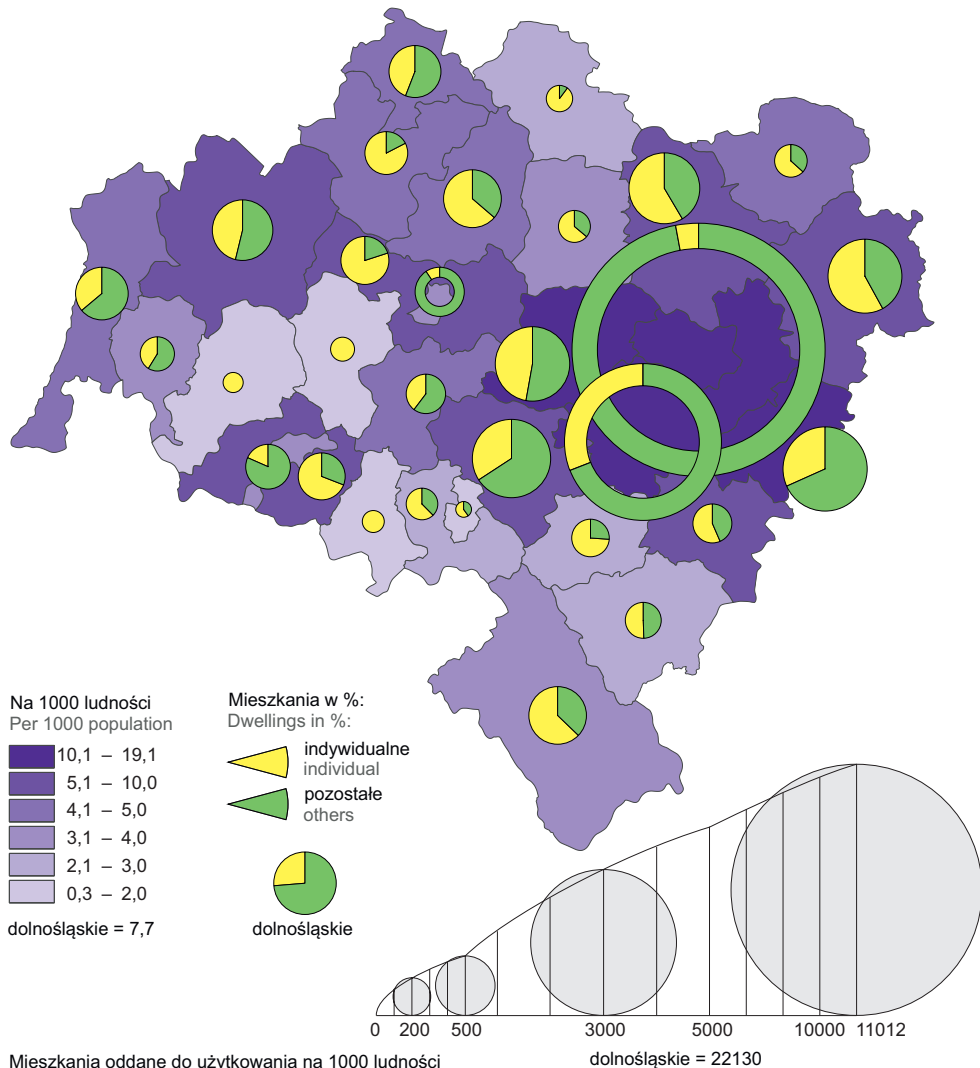 Na 1000 ludności
Per 1000 population
10,1 – 19,1
5,1 – 10,0
4,1 – 5,0
3,1 – 4,0
2,1 – 3,0
0,3 – 2,0
dolnośląskie = 7,7
Mieszkania w %:
Dwellings in %:
indywidualne
individual
pozostałe
others
dolnośląskie
0 200 500 3000 5000 10000 11012
dolnośląskie = 22130
Mieszkania oddane do użytkowania na 1000 ludności